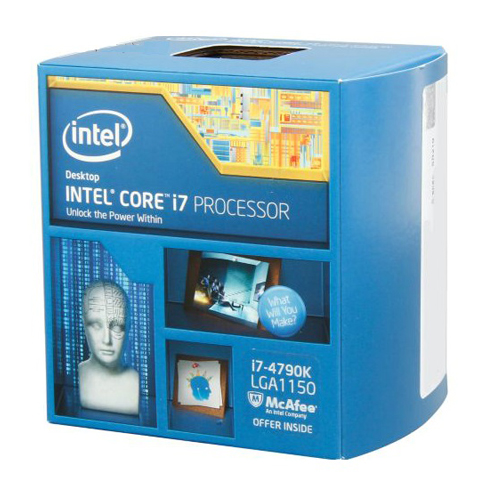 intel®
Desktop
INTEL® CORE™ i7 PROCESSOR
Unlock the Power Within
What
Will You
Make?
i7-4790K
LGA1150
McAfee
An Intel Company
OFFER INSIDE